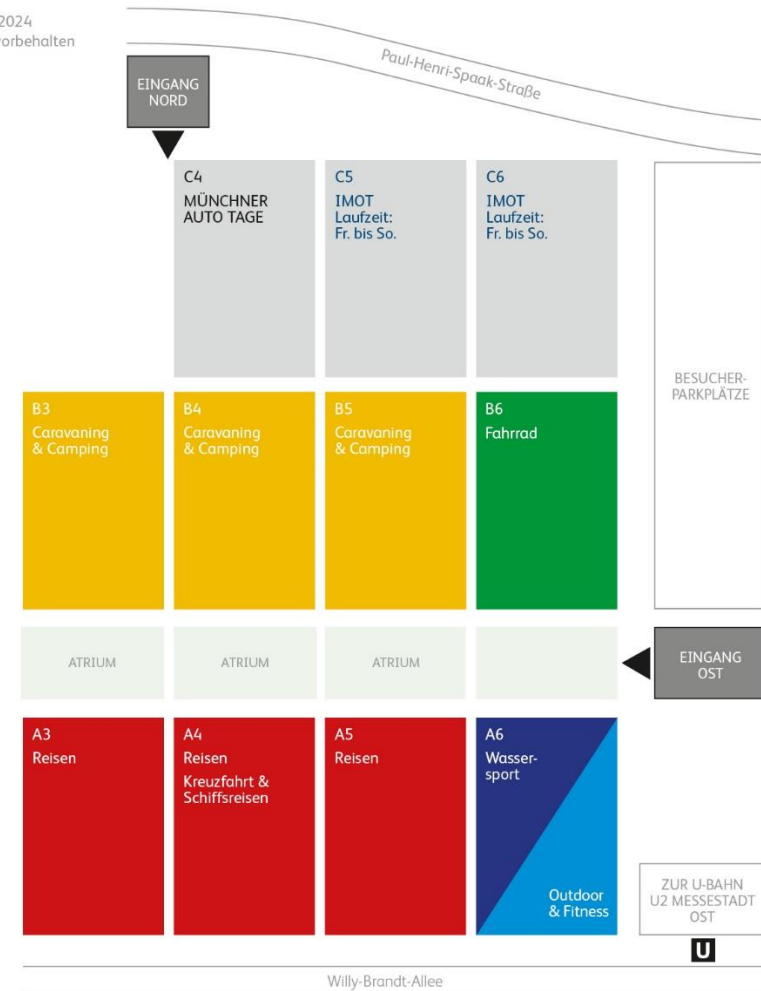 2024
vorbehalten
Paul-Henri-Spaak-Straße
EINGANG
NORD
C4
MÜNCHNER
AUTO TAGE
C5
IMOT
Laufzeit:
Fr. bis So.
C6
IMOT
Laufzeit:
Fr. bis So.
BESUCHER-
PARKPLÄTZE
B3
Caravaning
& Camping
B4
Caravaning
& Camping
B5
Caravaning
& Camping
B6
Fahrrad
ATRIUM
ATRIUM
ATRIUM
EINGANG
OST
A3
Reisen
A4
Reisen
Kreuzfahrt &
Schiffsreisen
A5
Reisen
A6
Wasser-
sport
Outdoor
& Fitness
ZUR U-BAHN
U2 MESSESTADT
OST
U
Willy-Brandt-Allee